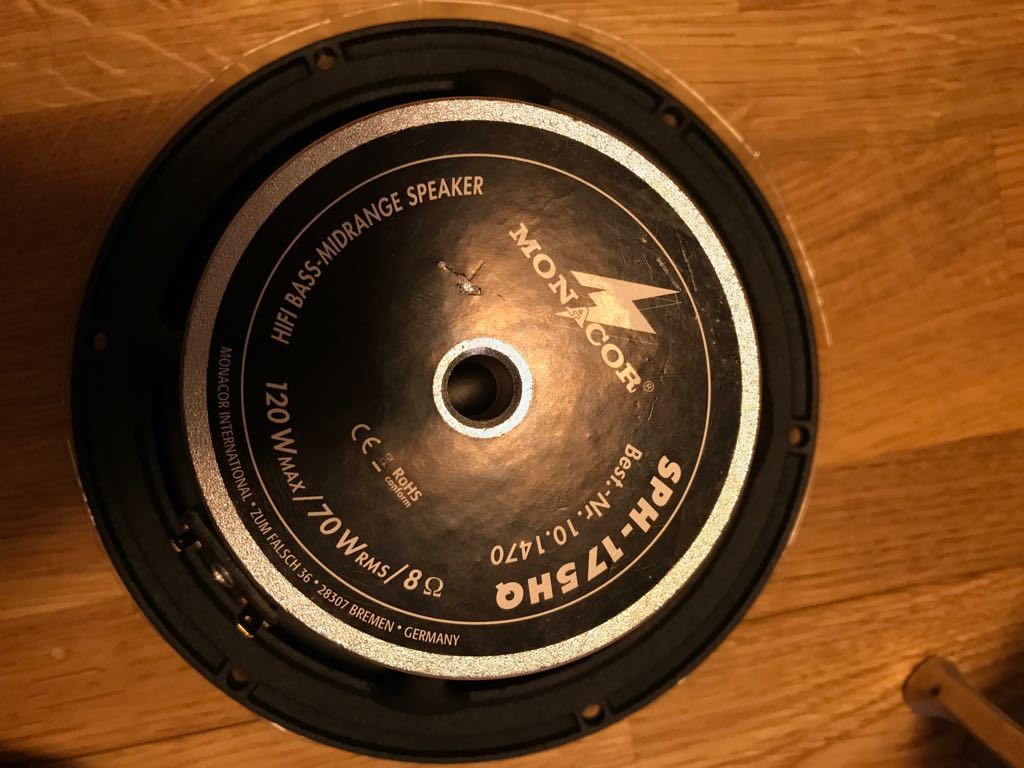 MONACOR®
HIFI BASS-MIDRANGE SPEAKER
SPH-175HQ
Best.-Nr. 10.1470
120 WMAX/70 WRMS/8 Ω
CE RoHS
conform
MONACOR INTERNATIONAL • ZUM FALSCH 36 • 28307 BREMEN • GERMANY